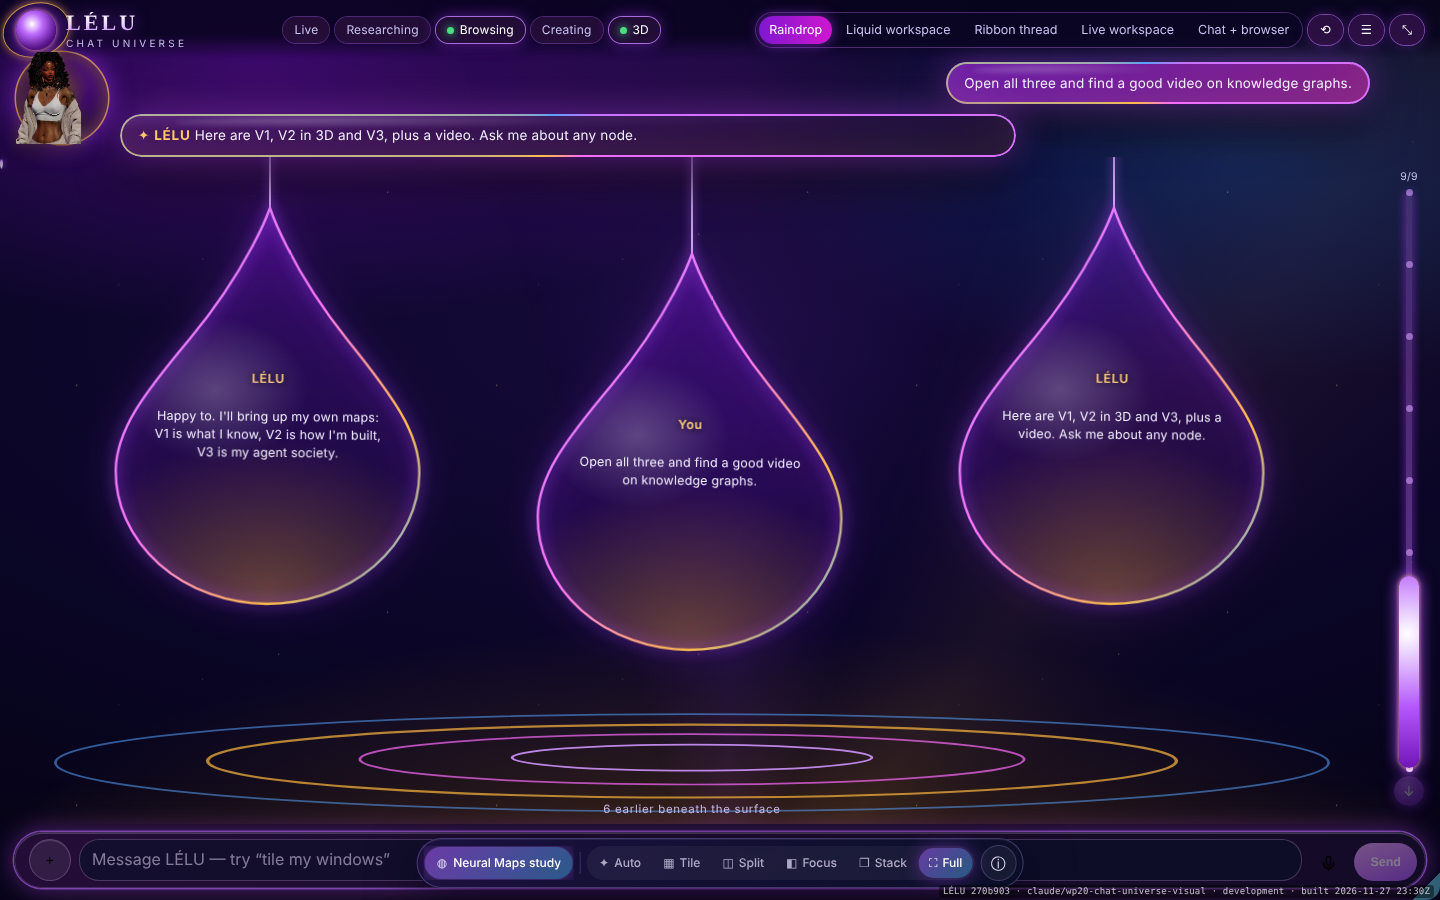 LÉLU
CHAT UNIVERSE
Live
Researching
Browsing
Creating
3D
Raindrop
Liquid workspace
Ribbon thread
Live workspace
Chat + browser
Open all three and find a good video on knowledge graphs.
✦ LÉLU Here are V1, V2 in 3D and V3, plus a video. Ask me about any node.
9/9
LÉLU
Happy to. I'll bring up my own maps:
V1 is what I know, V2 is how I'm built,
V3 is my agent society.
You
Open all three and find a good video
on knowledge graphs.
LÉLU
Here are V1, V2 in 3D and V3, plus a
video. Ask me about any node.
6 earlier beneath the surface
Message LÉLU — try “tile my windows”
Neural Maps study
Auto
Tile
Split
Focus
Stack
Full
Send
LÉLU 270b903 · claude/wp20-chat-universe-visual · development · built 2026-11-27 23:30Z